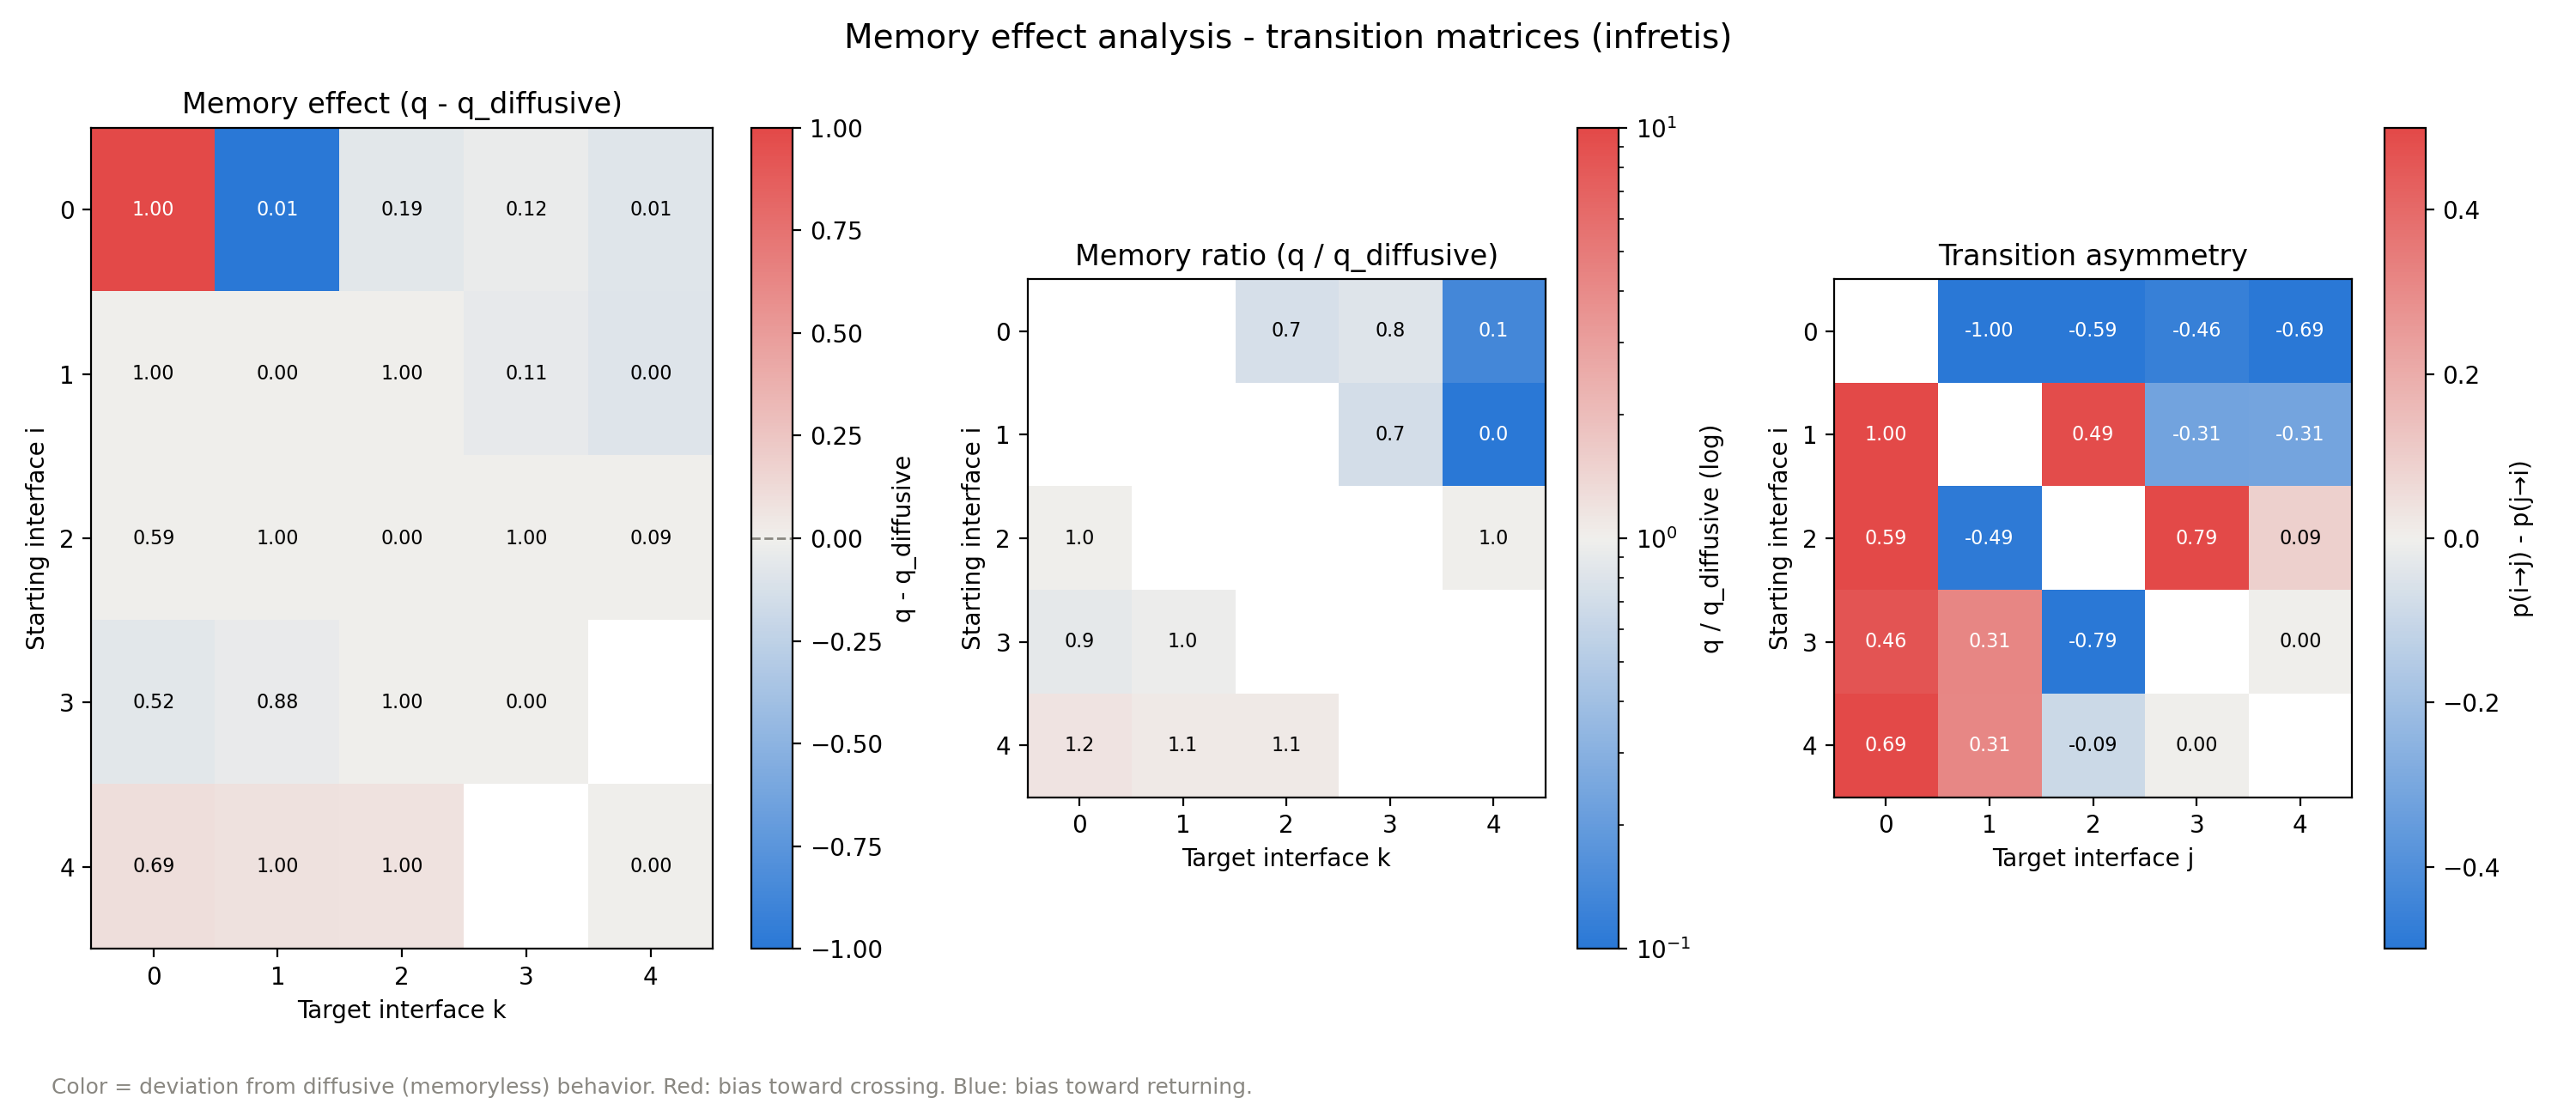 Memory effect analysis - transition matrices (infretis)
Memory effect (q - q_diffusive)
Starting interface i
0 1.00 0.01 0.19 0.12 0.01
1 1.00 0.00 1.00 0.11 0.00
2 0.59 1.00 0.00 1.00 0.09
3 0.52 0.88 1.00 0.00
4 0.69 1.00 1.00 0.00
0 1 2 3 4
Target interface k
1.00
0.75
0.50
0.25
0.00
−0.25
−0.50
−0.75
−1.00
q - q_diffusive
Memory ratio (q / q_diffusive)
Starting interface i
0 0.7 0.8 0.1
1 0.7 0.0
2 1.0 1.0
3 0.9 1.0
4 1.2 1.1 1.1
0 1 2 3 4
Target interface k
10¹
10⁰
10⁻¹
q / q_diffusive (log)
Transition asymmetry
Starting interface i
0 -1.00 -0.59 -0.46 -0.69
1 1.00 0.49 -0.31 -0.31
2 0.59 -0.49 0.79 0.09
3 0.46 0.31 -0.79 0.00
4 0.69 0.31 -0.09 0.00
0 1 2 3 4
Target interface j
0.4
0.2
0.0
−0.2
−0.4
p(i→j) - p(j→i)
Color = deviation from diffusive (memoryless) behavior. Red: bias toward crossing. Blue: bias toward returning.